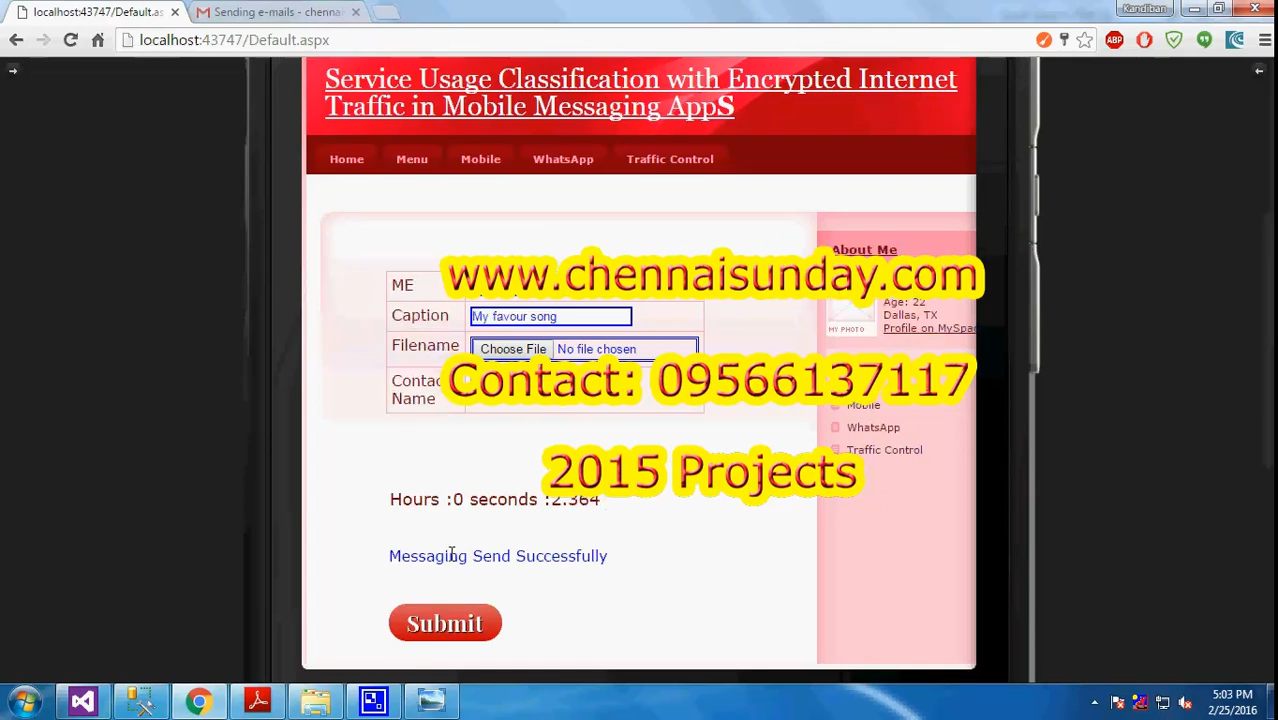 localhost:43747/Default.as
Sending e-mails - chennai
Kandiban
localhost:43747/Default.aspx
ABP
Service Usage Classification with Encrypted Internet
Traffic in Mobile Messaging AppS
Home Menu Mobile WhatsApp Traffic Control
About Me
ME
www.chennaisunday.com
Age: 22
Dallas, TX
Profile on MySpac
MY PHOTO
Caption My favour song
Filename Choose File No file chosen
Contac
Name
Contact: 09566137117
Mobile
WhatsApp
Traffic Control
2015 Projects
Hours :0 seconds :2.364
Messaging Send Successfully
Submit
5:03 PM
2/25/2016